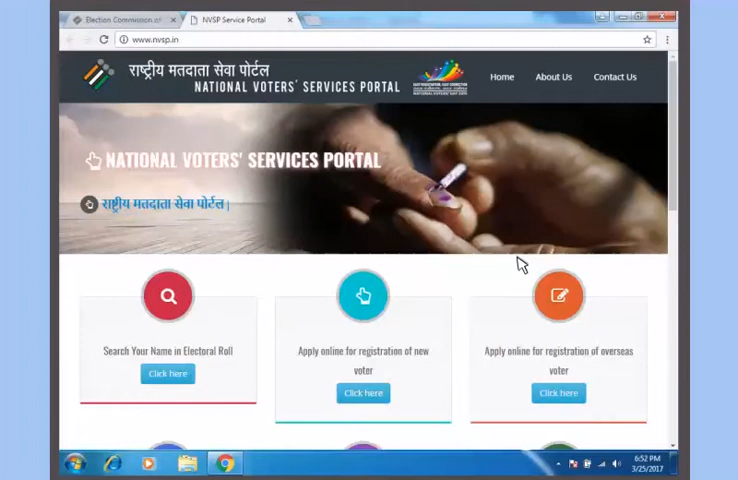 Election Commission of
NVSP Service Portal
www.nvsp.in
राष्ट्रीय मतदाता सेवा पोर्टल
NATIONAL VOTERS' SERVICES PORTAL
Home
About Us
Contact Us
NATIONAL VOTERS' SERVICES PORTAL
राष्ट्रीय मतदाता सेवा पोर्टल|
Search Your Name in Electoral Roll
Click here
Apply online for registration of new
voter
Click here
Apply online for registration of overseas
voter
Click here
6:52 PM
3/25/2017